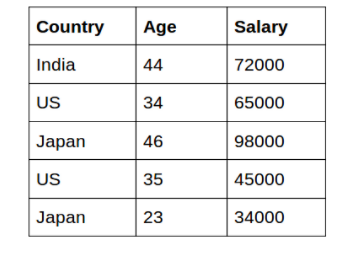 Country Age Salary
India 44 72000
US 34 65000
Japan 46 98000
US 35 45000
Japan 23 34000